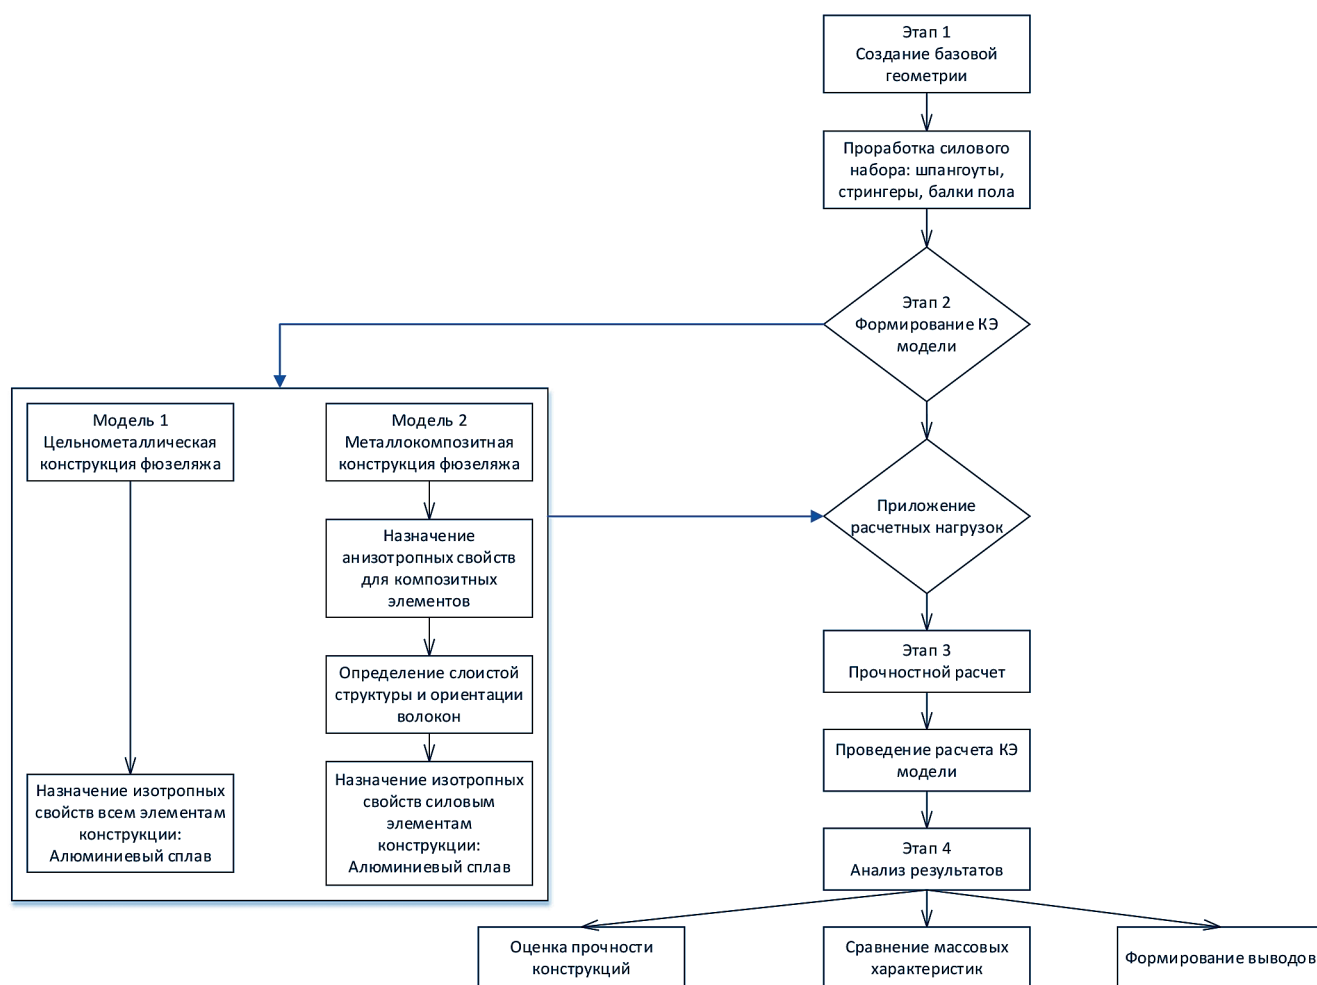 Этап 1
Создание базовой
геометрии
Проработка силового
набора: шпангоуты,
стрингеры, балки пола
Этап 2
Формирование КЭ
модели
Модель 1
Цельнометаллическая
конструкция фюзеляжа
Назначение изотропных
свойств всем элементам
конструкции:
Алюминиевый сплав
Модель 2
Металлокомпозитная
конструкция фюзеляжа
Назначение
анизотропных свойств
для композитных
элементов
Определение слоистой
структуры и ориентации
волокон
Назначение изотропных
свойств силовым
элементам
конструкции:
Алюминиевый сплав
Приложение
расчетных нагрузок
Этап 3
Прочностной расчет
Проведение расчета КЭ
модели
Этап 4
Анализ результатов
Оценка прочности
конструкций
Сравнение массовых
характеристик
Формирование выводов